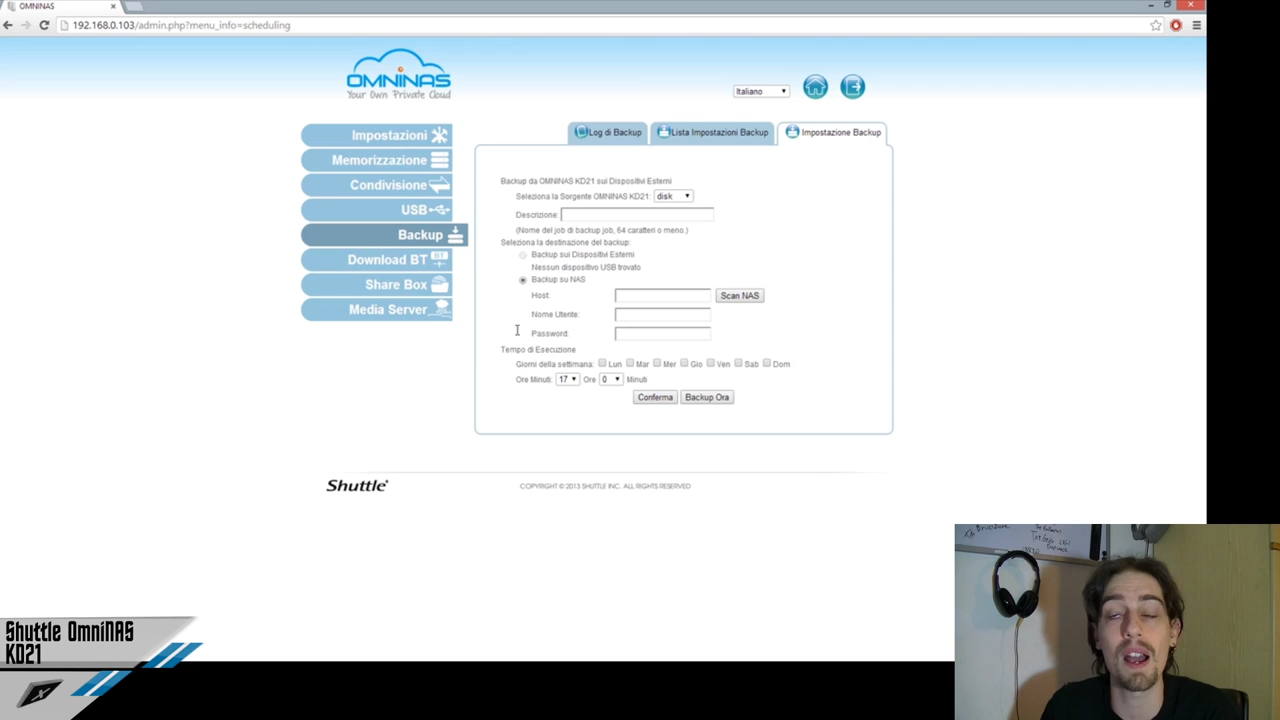 OMNINAS
192.168.0.103/admin.php?menu_info=scheduling
OMNINAS
Your Own Private Cloud
Italiano
Impostazioni
Memorizzazione
Condivisione
USB
Backup
Download BT
Share Box
Media Server
Log di Backup
Lista Impostazioni Backup
Impostazione Backup
Backup da OMNINAS KD21 sui Dispositivi Esterni
Seleziona la Sorgente OMNINAS KD21: disk
Descrizione:
(Nome del job di backup job, 64 caratteri o meno.)
Seleziona la destinazione del backup:
Backup sui Dispositivi Esterni
Nessun dispositivo USB trovato
Backup su NAS
Host: Scan NAS
Nome Utente:
Password:
Tempo di Esecuzione
Giorni della settimana: Lun Mar Mer Gio Ven Sab Dom
Ore Minuti: 17 Ore 0 Minuti
Conferma Backup Ora
Shuttle
COPYRIGHT © 2013 SHUTTLE INC. ALL RIGHTS RESERVED
Shuttle OmniNAS
KD21